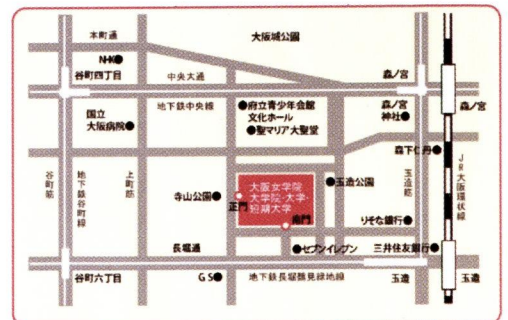 本町通
大阪城公園
NHK
谷町四丁目
中央大通
森ノ宮
地下鉄中央線
府立青少年会館
文化ホール
聖マリア大聖堂
森ノ宮
神社
森ノ宮
国立
大阪病院
森下仁丹
谷町筋
地下鉄谷町線
上町筋
寺山公園
正門
大阪女学院
大学院・大学・
短期大学
南門
玉造公園
玉造筋
JR大阪環状線
りそな銀行
長堀通
セブンイレブン
三井住友銀行
谷町六丁目
GS
地下鉄長堀鶴見緑地線
玉造
玉造